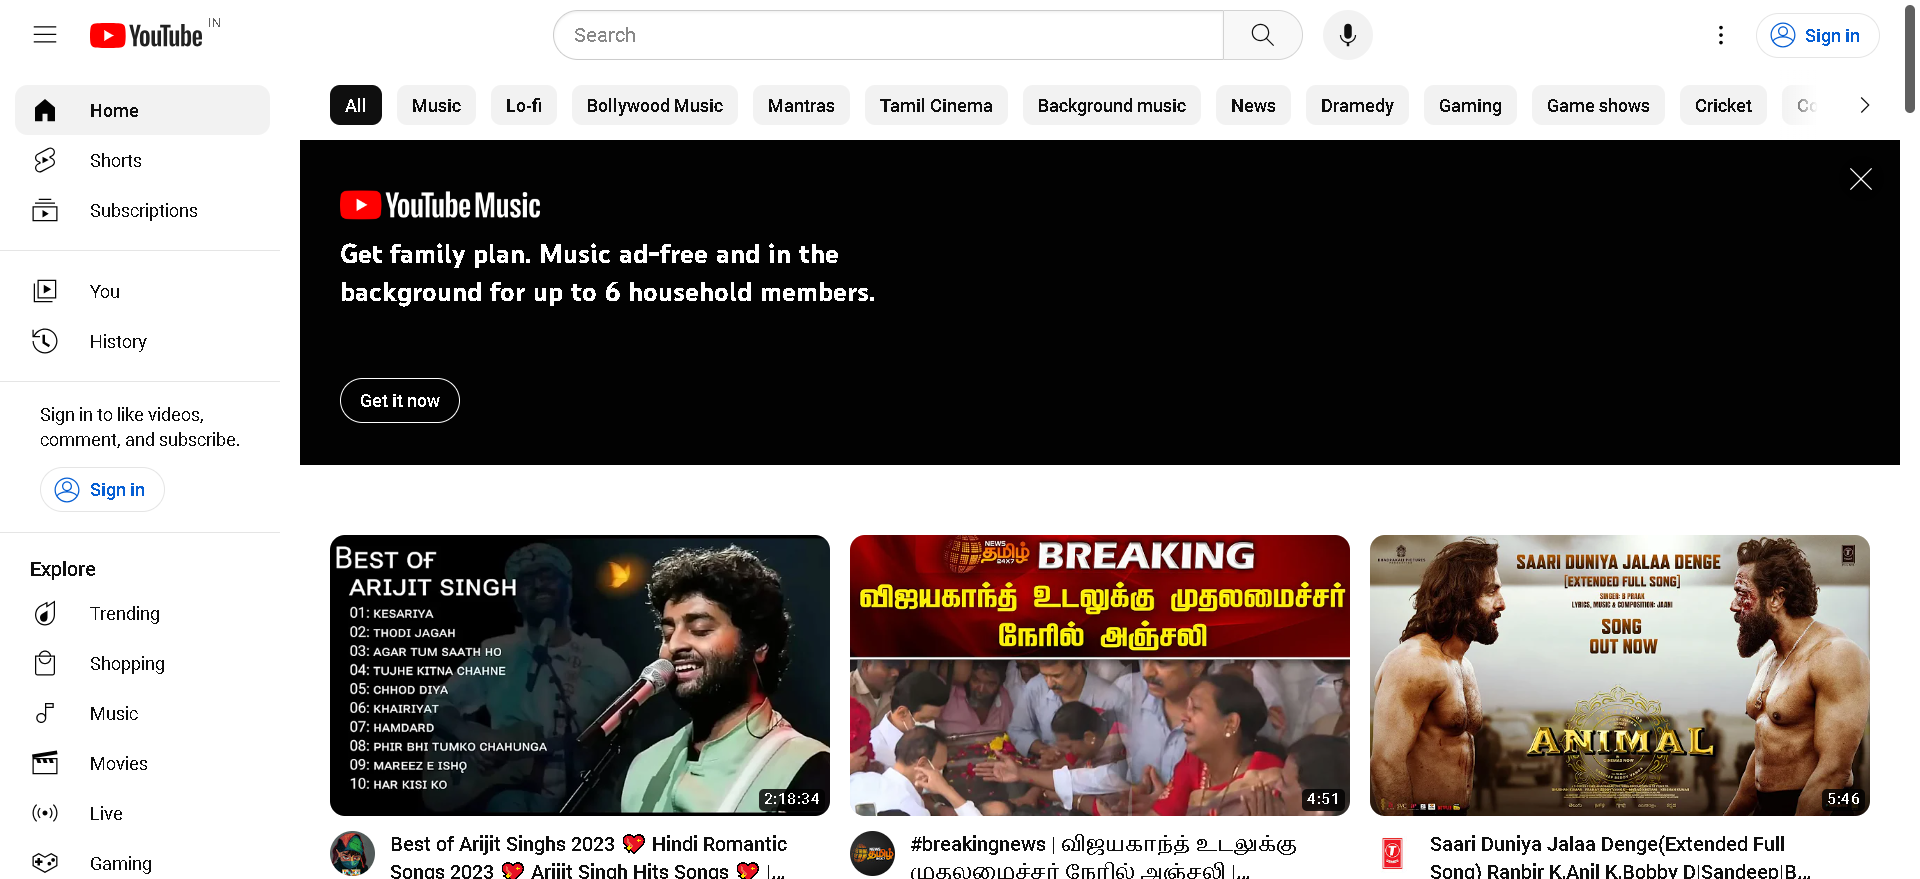 YouTube IN
Search
Sign in
Home
Shorts
Subscriptions
You
History
Sign in to like videos,
comment, and subscribe.
Sign in
Explore
Trending
Shopping
Music
Movies
Live
Gaming
All Music Lo-fi Bollywood Music Mantras Tamil Cinema Background music News Dramedy Gaming Game shows Cricket
YouTube Music
Get family plan. Music ad-free and in the
background for up to 6 household members.
Get it now
BEST OF
ARIJIT SINGH
01: KESARIYA
02: THODI JAGAH
03: AGAR TUM SAATH HO
04: TUJHE KITNA CHAHNE
05: CHHOD DIYA
06: KHAIRIYAT
07: HAMDARD
08: PHIR BHI TUMKO CHAHUNGA
09: MAREEZ E ISHQ
10: HAR KISI KO
2:18:34
Best of Arijit Singhs 2023 💖 Hindi Romantic
Songs 2023 💖 Arijit Singh Hits Songs 💖 |...
NEWS
தமிழ்
24X7
BREAKING
விஜயகாந்த் உடலுக்கு முதலமைச்சர்
நேரில் அஞ்சலி
4:51
#breakingnews | விஜயகாந்த் உடலுக்கு
முதலமைச்சர் நேரில் அஞ்சலி |...
SAARI DUNIYA JALAA DENGE
[EXTENDED FULL SONG]
SINGER: B PRAAK
LYRICS, MUSIC & COMPOSITION: JAANI
SONG
OUT NOW
ANIMAL
IN CINEMAS NOW
5:46
Saari Duniya Jalaa Denge(Extended Full
Song) Ranbir K,Anil K,Bobby D|Sandeep|B...